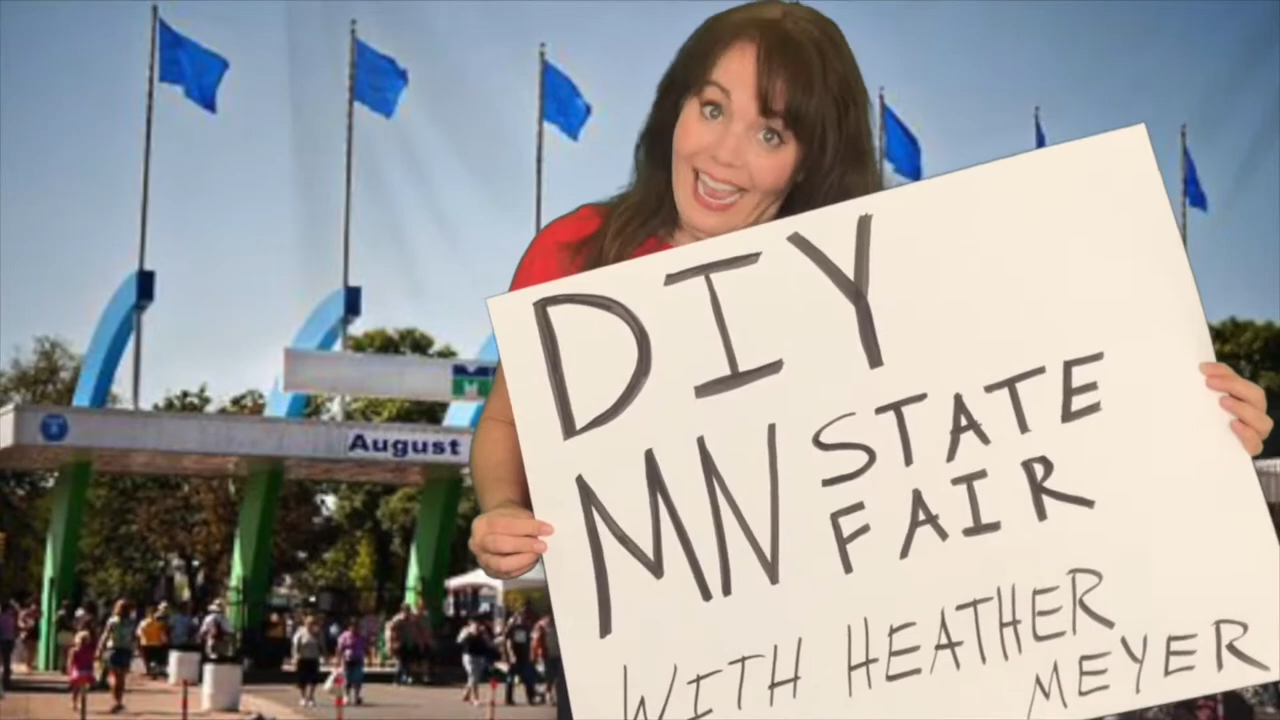 August
DIY
MN STATE
FAIR
WITH HEATHER
MEYER